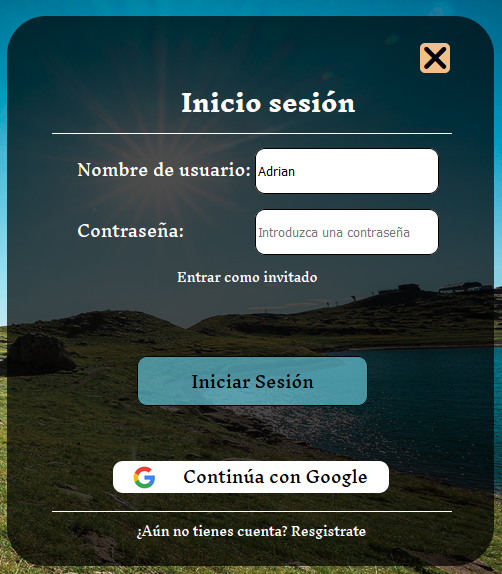 Inicio sesión
Nombre de usuario: Adrian
Contraseña: Introduzca una contraseña
Entrar como invitado
Iniciar Sesión
Continúa con Google
¿Aún no tienes cuenta? Resgistrate